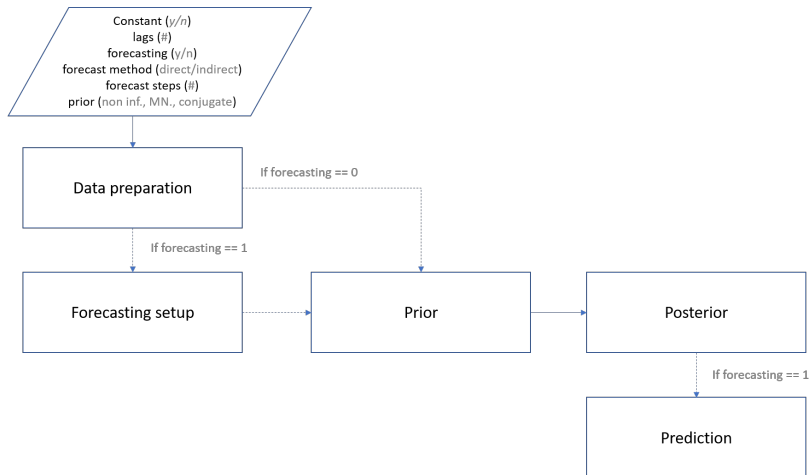 Constant (y/n)
lags (#)
forecasting (y/n)
forecast method (direct/indirect)
forecast steps (#)
prior (non inf., MN., conjugate)
Data preparation
If forecasting == 0
If forecasting == 1
Forecasting setup
Prior
Posterior
If forecasting == 1
Prediction